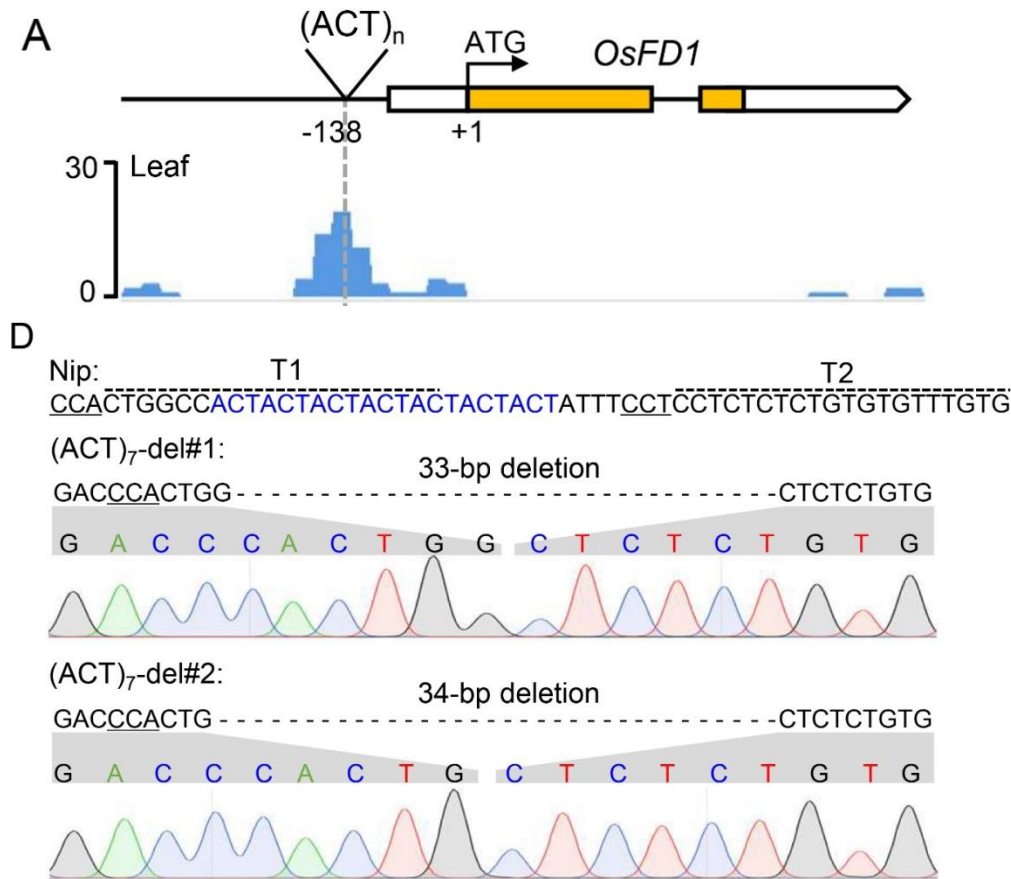 A
(ACT)n
ATG
OsFD1
-138
+1
30
Leaf
0
D
Nip:
T1
T2
CCACTGGCCACTACTACTACTACTACTACTATTTCCTCCTCTCTCTGTGTGTTTGTG
(ACT)7-del#1:
33-bp deletion
GACCCACTGG- - - - - - - - - - - - - - - - - - - - - - - - - - - - - - - - -CTCTCTGTG
G A C C C A C T G G C T C T C T G T G
(ACT)7-del#2:
34-bp deletion
GACCCACTG- - - - - - - - - - - - - - - - - - - - - - - - - - - - - - - - - -CTCTCTGTG
G A C C C A C T G C T C T C T G T G